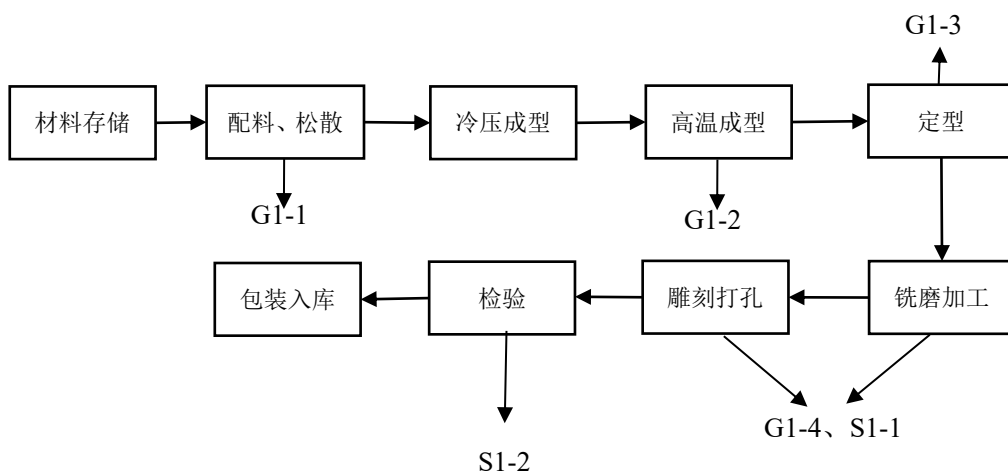 G1-3
材料存储
配料、松散
冷压成型
高温成型
定型
G1-1
G1-2
包装入库
检验
雕刻打孔
铣磨加工
G1-4、S1-1
S1-2